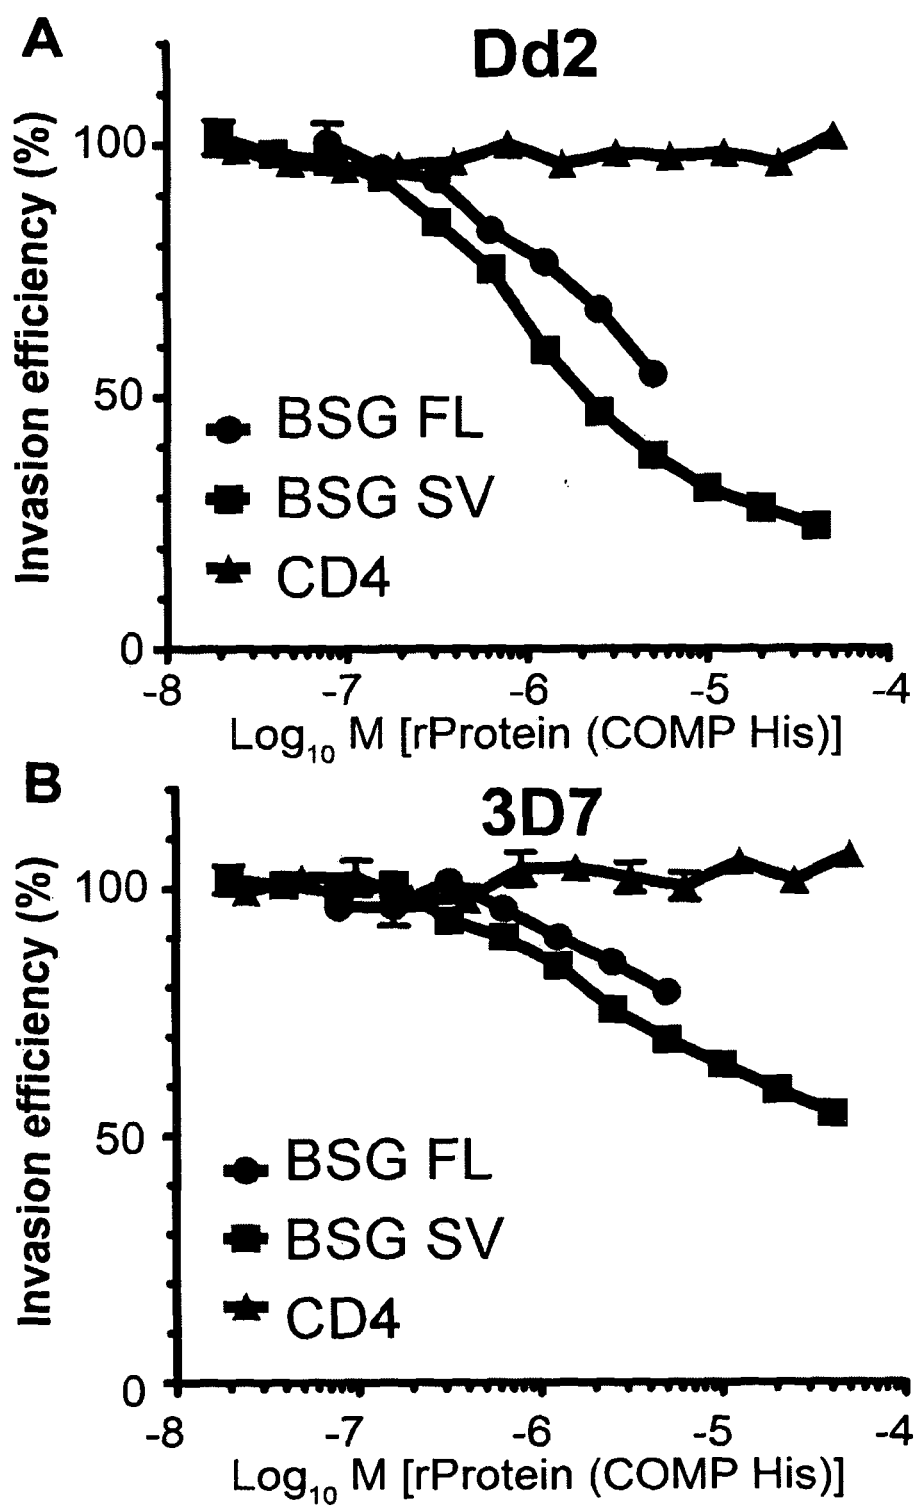 A
Dd2
Invasion efficiency (%)
100
50
0
BSG FL
BSG SV
CD4
-8 -7 -6 -5 -4
Log₁₀ M [rProtein (COMP His)]
B
3D7
Invasion efficiency (%)
100
50
0
BSG FL
BSG SV
CD4
-8 -7 -6 -5 -4
Log₁₀ M [rProtein (COMP His)]